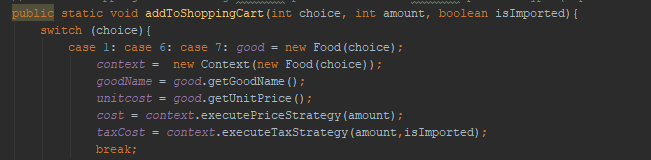 public static void addToShoppingCart(int choice, int amount, boolean isImported){
switch (choice){
case 1: case 6: case 7: good = new Food(choice);
context = new Context(new Food(choice));
goodName = good.getGoodName();
unitcost = good.getUnitPrice();
cost = context.executePriceStrategy(amount);
taxCost = context.executeTaxStrategy(amount,isImported);
break;